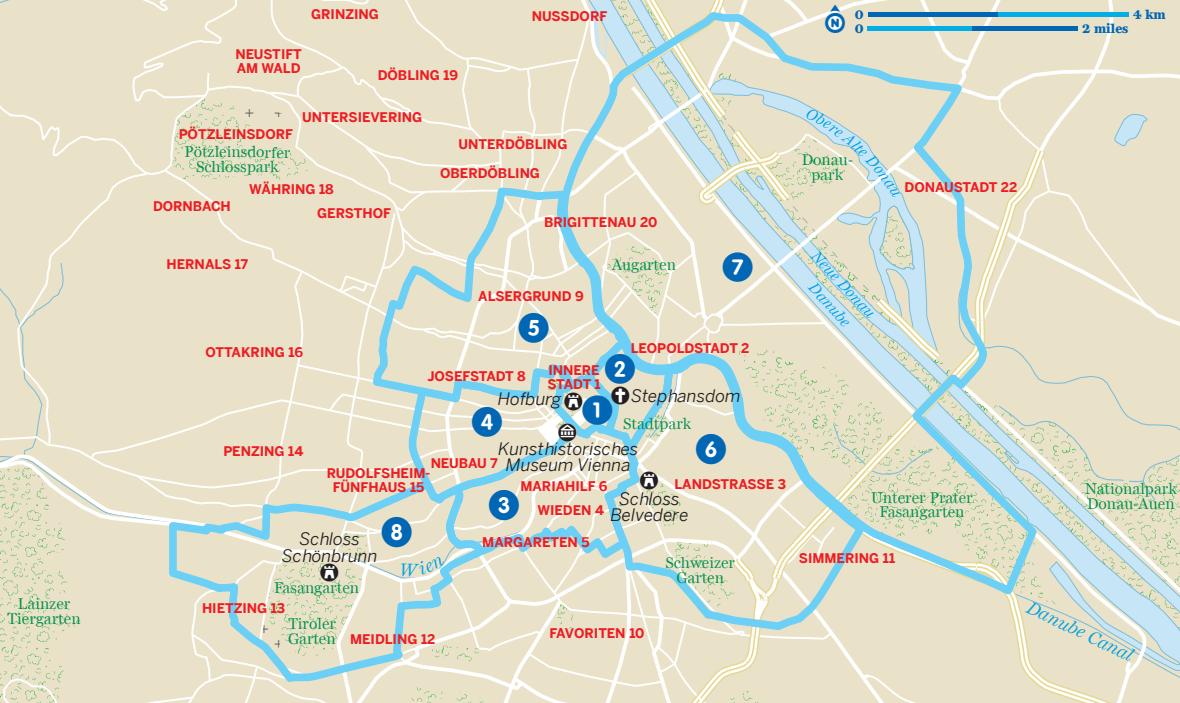 GRINZING
NUSSDORF
N
0
4 km
0
2 miles
NEUSTIFT
AM WALD
DÖBLING 19
UNTERSIEVERING
PÖTZLEINSDORF
Pötzleinsdorfer
Schlosspark
UNTERDÖBLING
OBERDÖBLING
WÄHRING 18
DORNBACH
GERSTHOF
Obere Alte Donau
Donau-
park
DONAUSTADT 22
BRIGITTENAU 20
HERNALS 17
Augarten
7
Neue Donau
Danube
ALSERGRUND 9
5
OTTAKRING 16
LEOPOLDSTADT 2
JOSEFSTADT 8
INNERE
STADT 1
2
Hofburg
1
Stephansdom
4
Stadtpark
Kunsthistorisches
Museum Vienna
6
PENZING 14
NEUBAU 7
RUDOLFSHEIM-
FÜNFHAUS 15
MARIAHILF 6
LANDSTRASSE 3
3
WIEDEN 4
Schloss
Belvedere
Unterer Prater
Fasangarten
Nationalpark
Donau-Auen
8
Schloss
Schönbrunn
MARGARETEN 5
Wien
SIMMERING 11
Schweizer
Garten
Fasangarten
Lainzer
Tiergarten
HIETZING 13
Tiroler
Garten
MEIDLING 12
FAVORITEN 10
Danube Canal